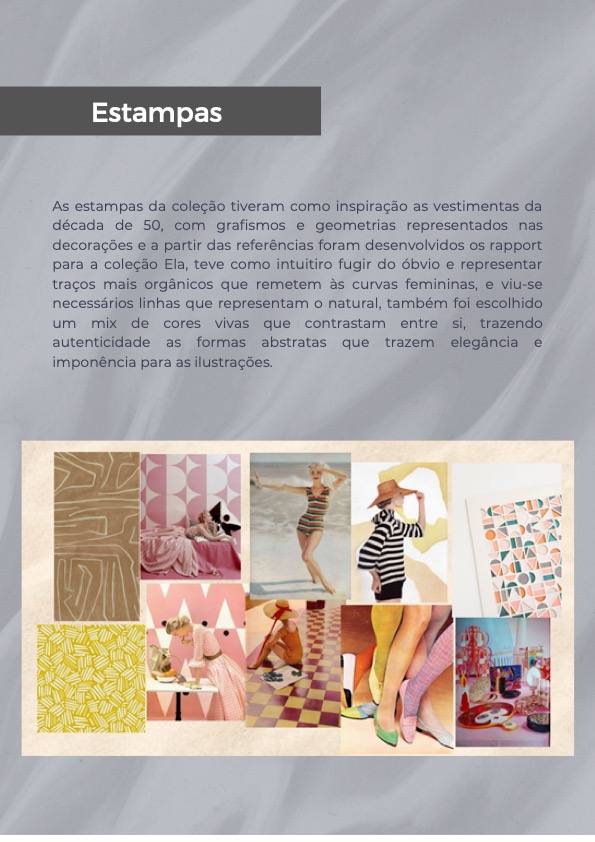 Estampas
As estampas da coleção tiveram como inspiração as vestimentas da
década de 50, com grafismos e geometrias representados nas
decorações e a partir das referências foram desenvolvidos os rapport
para a coleção Ela, teve como intuitiro fugir do óbvio e representar
traços mais orgânicos que remetem às curvas femininas, e viu-se
necessários linhas que representam o natural, também foi escolhido
um mix de cores vivas que contrastam entre si, trazendo
autenticidade as formas abstratas que trazem elegância e
imponência para as ilustrações.